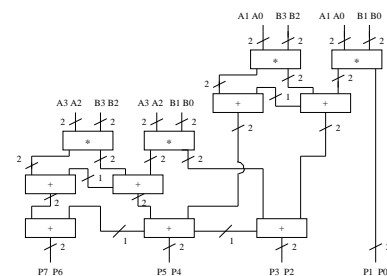 A1 A0 B3 B2 A1 A0 B1 B0
2 2 2 2
* *
2 2 2
A3 A2 B3 B2 A3 A2 B1 B0
+ 1 +
2 2 2 2
* *
2 2
2 2 2 2
+ 1 +
2 2
+ 1 + 1 +
2 2 2 2
P7 P6 P5 P4 P3 P2 P1 P0